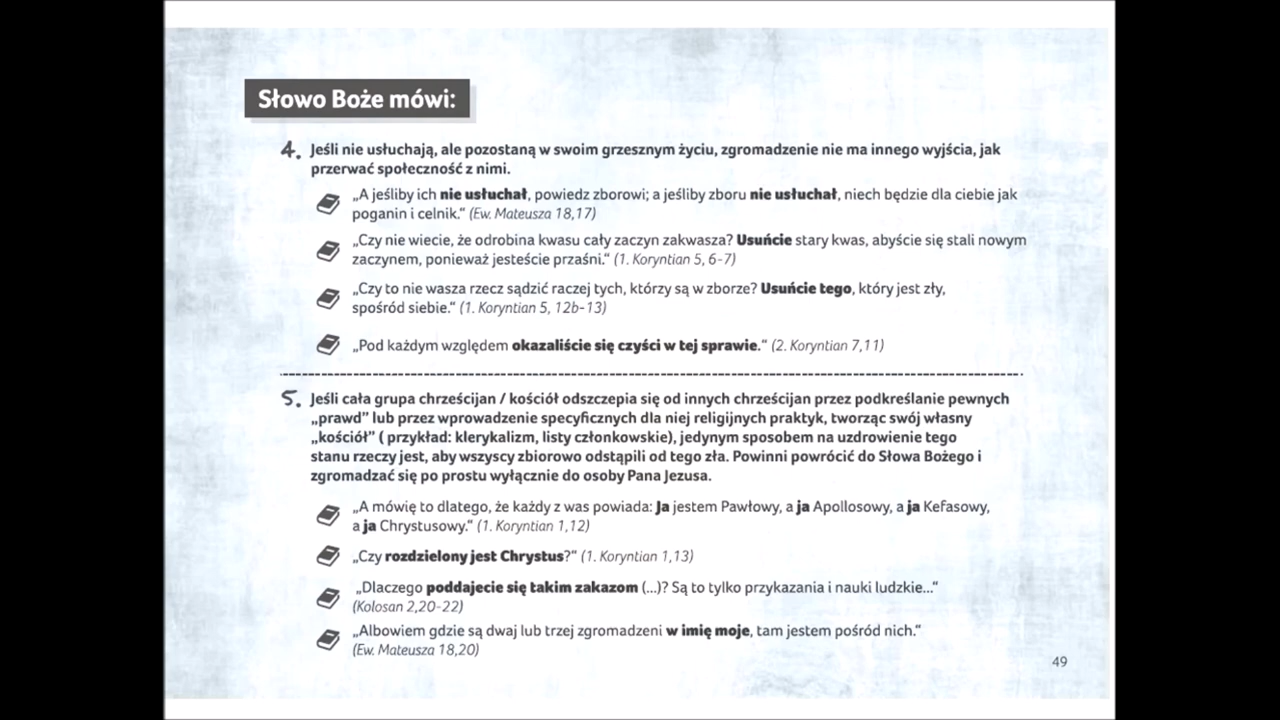 Słowo Boże mówi:
4. Jeśli nie usłuchają, ale pozostaną w swoim grzesznym życiu, zgromadzenie nie ma innego wyjścia, jak
przerwać społeczność z nimi.
„A jeśliby ich nie usłuchał, powiedz zborowi; a jeśliby zboru nie usłuchał, niech będzie dla ciebie jak
poganin i celnik.“ (Ew. Mateusza 18,17)
„Czy nie wiecie, że odrobina kwasu cały zaczyn zakwasza? Usuńcie stary kwas, abyście się stali nowym
zaczynem, ponieważ jesteście przaśni.“ (1. Koryntian 5, 6-7)
„Czy to nie wasza rzecz sądzić raczej tych, którzy są w zborze? Usuńcie tego, który jest zły,
spośród siebie.“ (1. Koryntian 5, 12b-13)
„Pod każdym względem okazaliście się czyści w tej sprawie.“ (2. Koryntian 7,11)
5. Jeśli cała grupa chrześcijan / kościół odszczepia się od innych chrześcijan przez podkreślanie pewnych
„prawd” lub przez wprowadzenie specyficznych dla niej religijnych praktyk, tworząc swój własny
„kościół” ( przykład: klerykalizm, listy członkowskie), jedynym sposobem na uzdrowienie tego
stanu rzeczy jest, aby wszyscy zbiorowo odstąpili od tego zła. Powinni powrócić do Słowa Bożego i
zgromadzać się po prostu wyłącznie do osoby Pana Jezusa.
„A mówię to dlatego, że każdy z was powiada: Ja jestem Pawłowy, a ja Apollosowy, a ja Kefasowy,
a ja Chrystusowy.“ (1. Koryntian 1,12)
„Czy rozdzielony jest Chrystus?“ (1. Koryntian 1,13)
„Dlaczego poddajecie się takim zakazom (...)? Są to tylko przykazania i nauki ludzkie...“
(Kolosan 2,20-22)
„Albowiem gdzie są dwaj lub trzej zgromadzeni w imię moje, tam jestem pośród nich.“
(Ew. Mateusza 18,20)
49